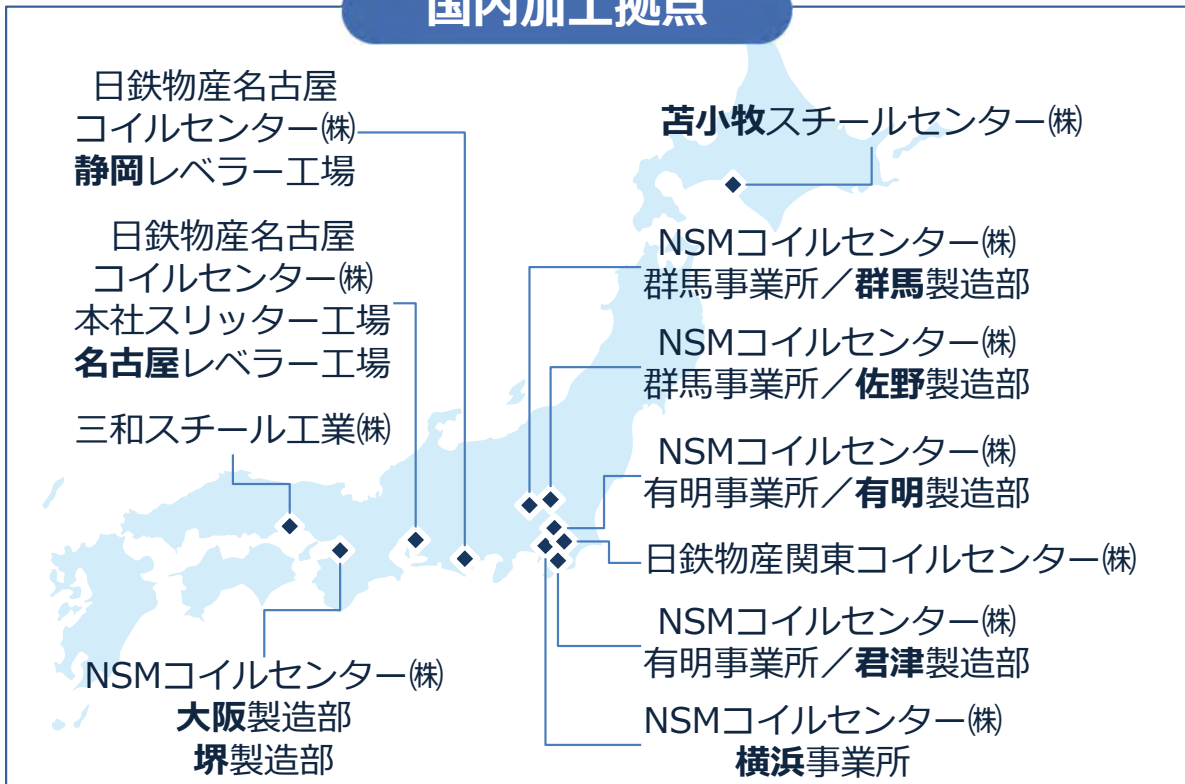 国内加工拠点
日鉄物産名古屋
コイルセンター㈱
静岡レベラー工場
日鉄物産名古屋
コイルセンター㈱
本社スリッター工場
名古屋レベラー工場
三和スチール工業㈱
NSMコイルセンター㈱
大阪製造部
堺製造部
苫小牧スチールセンター㈱
NSMコイルセンター㈱
群馬事業所／群馬製造部
NSMコイルセンター㈱
群馬事業所／佐野製造部
NSMコイルセンター㈱
有明事業所／有明製造部
日鉄物産関東コイルセンター㈱
NSMコイルセンター㈱
有明事業所／君津製造部
NSMコイルセンター㈱
横浜事業所